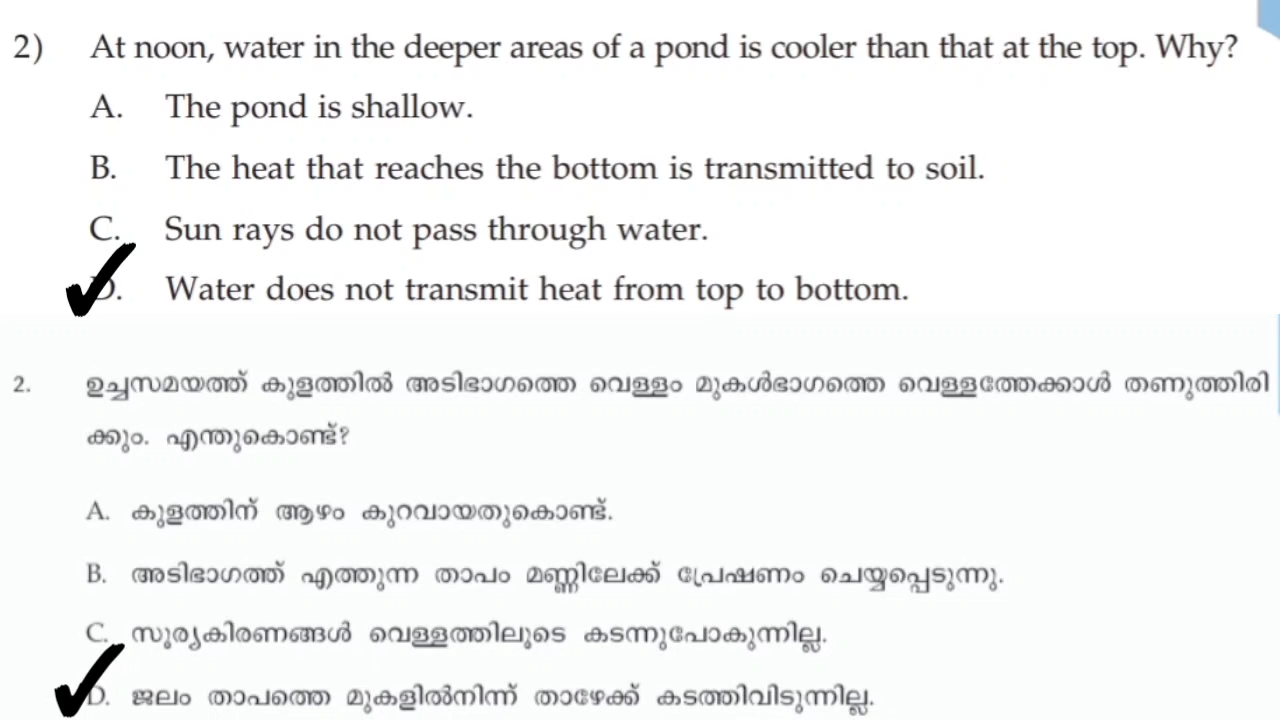 2) At noon, water in the deeper areas of a pond is cooler than that at the top. Why?
A. The pond is shallow.
B. The heat that reaches the bottom is transmitted to soil.
C. Sun rays do not pass through water.
D. Water does not transmit heat from top to bottom.
2. ഉച്ചസമയത്ത് കുളത്തിൽ അടിഭാഗത്തെ വെള്ളം മുകൾഭാഗത്തെ വെള്ളത്തേക്കാൾ തണുത്തിരി
ക്കും. എന്തുകൊണ്ട്?
A. കുളത്തിന് ആഴം കുറവായതുകൊണ്ട്.
B. അടിഭാഗത്ത് എത്തുന്ന താപം മണ്ണിലേക്ക് പ്രേഷണം ചെയ്യപ്പെടുന്നു.
C. സൂര്യകിരണങ്ങൾ വെള്ളത്തിലൂടെ കടന്നുപോകുന്നില്ല.
D. ജലം താപത്തെ മുകളിൽനിന്ന് താഴേക്ക് കടത്തിവിടുന്നില്ല.